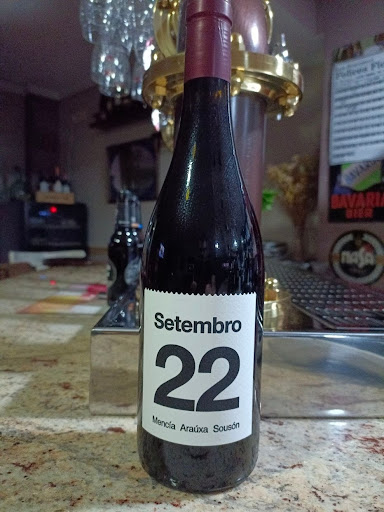 Setembro
22
Mencía Araúxa Sousón
BAVARIA
BIER